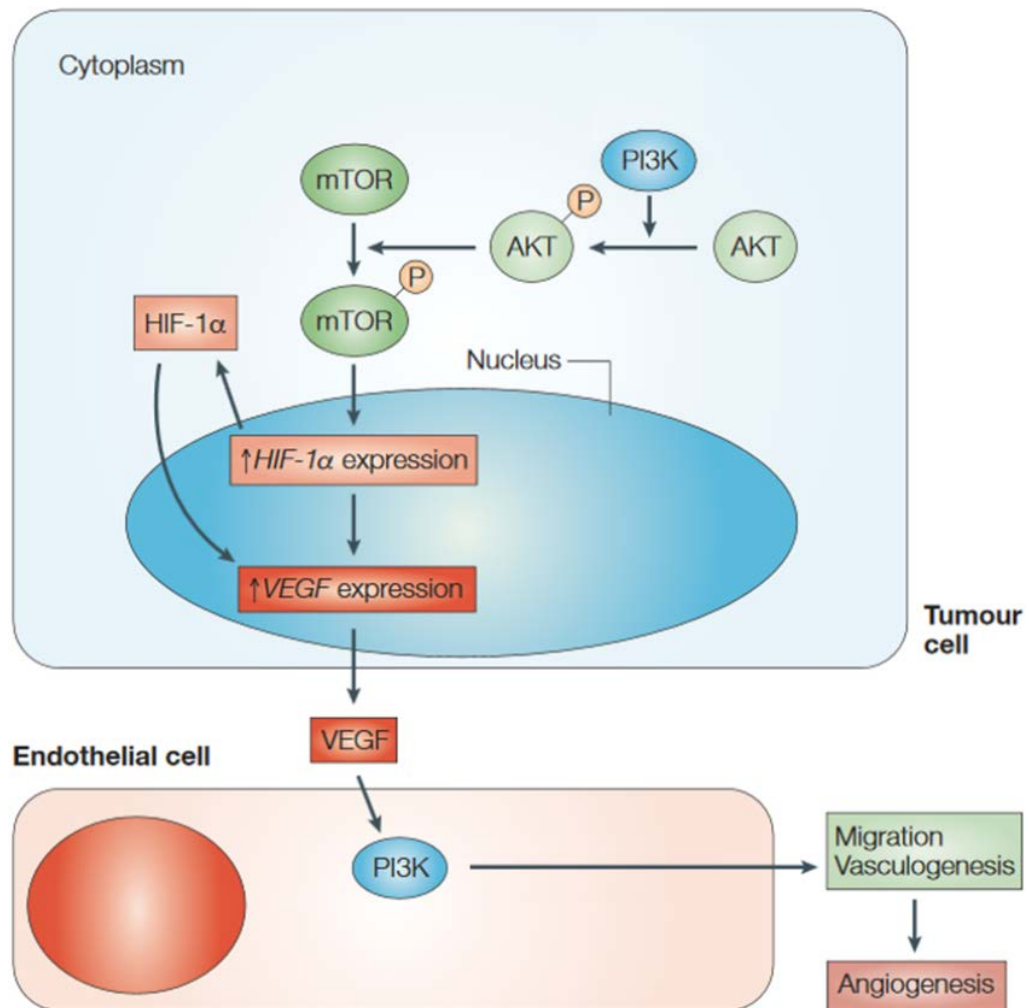 Cytoplasm
PI3K
mTOR
P
AKT
AKT
P
HIF-1α
mTOR
Nucleus
↑HIF-1α expression
↑VEGF expression
Tumour
cell
VEGF
Endothelial cell
PI3K
Migration
Vasculogenesis
Angiogenesis